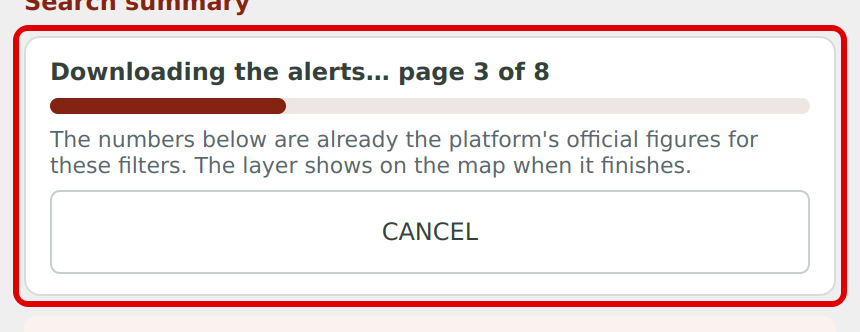 Search summary
Downloading the alerts... page 3 of 8
The numbers below are already the platform's official figures for
these filters. The layer shows on the map when it finishes.
CANCEL